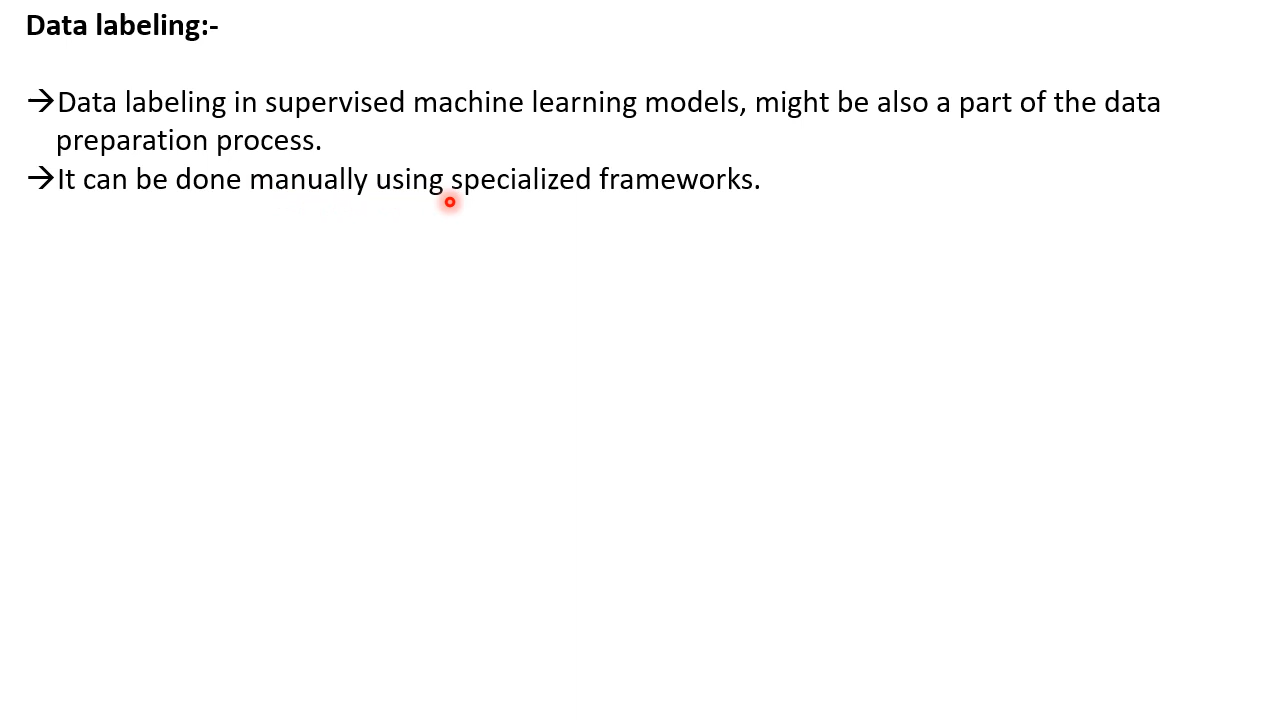 Data labeling:-
→Data labeling in supervised machine learning models, might be also a part of the data
preparation process.
→It can be done manually using specialized frameworks.